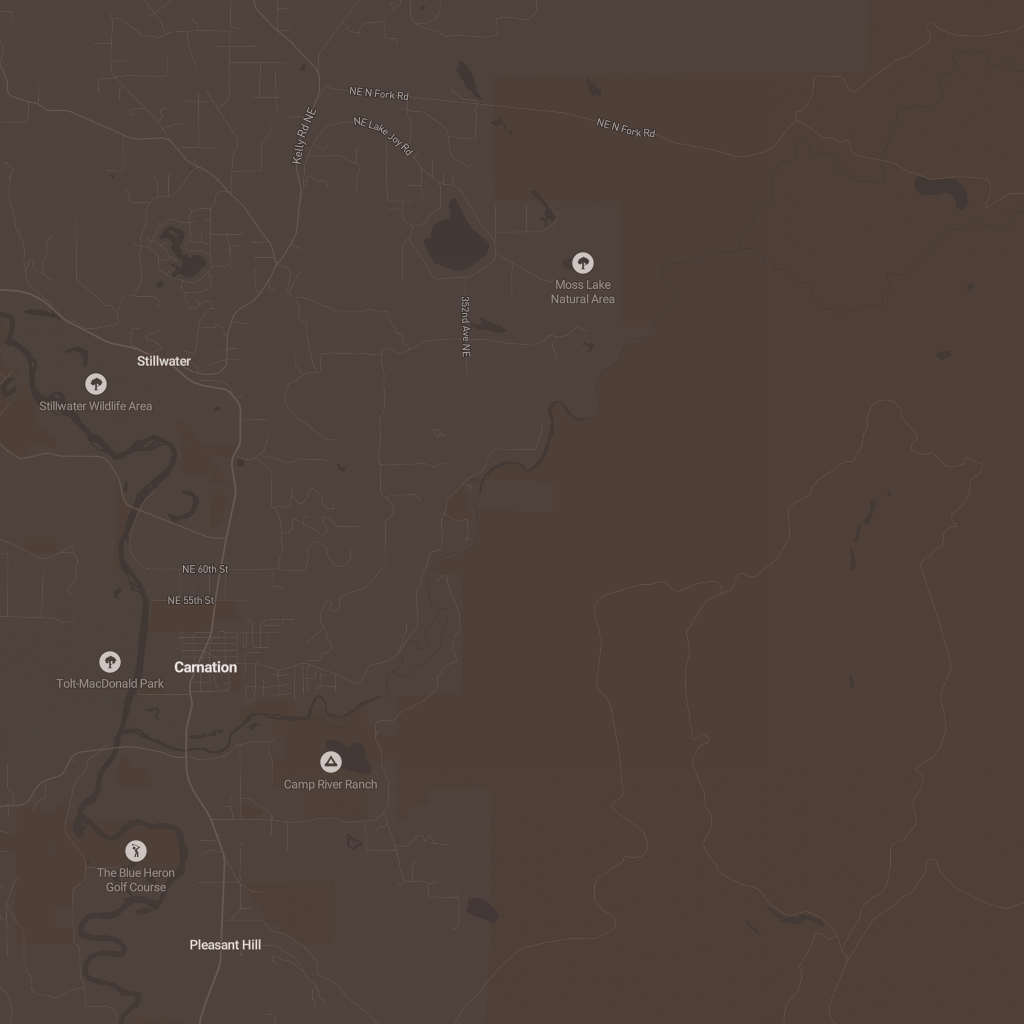 NE N Fork Rd
NE Lake Joy Rd
Kelly Rd NE
NE N Fork Rd
Moss Lake
Natural Area
352nd Ave NE
Stillwater
Stillwater Wildlife Area
NE 60th St
NE 55th St
Carnation
Tolt-MacDonald Park
Camp River Ranch
The Blue Heron
Golf Course
Pleasant Hill